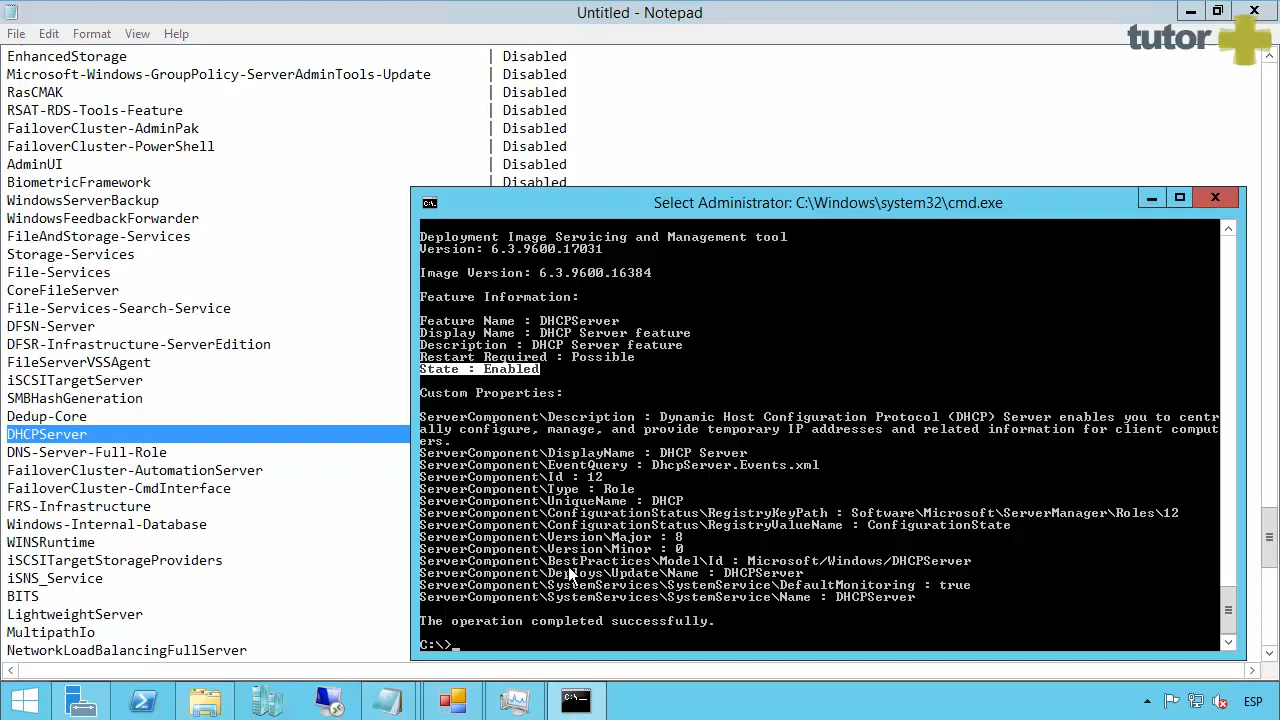 Untitled - Notepad
tutor
File Edit Format View Help
EnhancedStorage | Disabled
Microsoft-Windows-GroupPolicy-ServerAdminTools-Update | Disabled
RasCMAK | Disabled
RSAT-RDS-Tools-Feature | Disabled
FailoverCluster-AdminPak | Disabled
FailoverCluster-PowerShell | Disabled
AdminUI | Disabled
BiometricFramework | Disabled
WindowsServerBackup
WindowsFeedbackForwarder
FileAndStorage-Services
Storage-Services
File-Services
CoreFileServer
File-Services-Search-Service
DFSN-Server
DFSR-Infrastructure-ServerEdition
FileServerVSSAgent
iSCSITargetServer
SMBHashGeneration
Dedup-Core
DHCPServer
DNS-Server-Full-Role
FailoverCluster-AutomationServer
FailoverCluster-CmdInterface
FRS-Infrastructure
Windows-Internal-Database
WINSRuntime
iSCSITargetStorageProviders
iSNS_Service
BITS
LightweightServer
MultipathIo
NetworkLoadBalancingFullServer
Select Administrator: C:\Windows\system32\cmd.exe
Deployment Image Servicing and Management tool
Version: 6.3.9600.17031
Image Version: 6.3.9600.16384
Feature Information:
Feature Name : DHCPServer
Display Name : DHCP Server feature
Description : DHCP Server feature
Restart Required : Possible
State : Enabled
Custom Properties:
ServerComponent\Description : Dynamic Host Configuration Protocol (DHCP) Server enables you to centr
ally configure, manage, and provide temporary IP addresses and related information for client comput
ers.
ServerComponent\DisplayName : DHCP Server
ServerComponent\EventQuery : DhcpServer.Events.xml
ServerComponent\Id : 12
ServerComponent\Type : Role
ServerComponent\UniqueName : DHCP
ServerComponent\ConfigurationStatus\RegistryKeyPath : Software\Microsoft\ServerManager\Roles\12
ServerComponent\ConfigurationStatus\RegistryValueName : ConfigurationState
ServerComponent\Version\Major : 8
ServerComponent\Version\Minor : 0
ServerComponent\BestPractices\Model\Id : Microsoft/Windows/DHCPServer
ServerComponent\Deploys\Update\Name : DHCPServer
ServerComponent\SystemServices\SystemService\DefaultMonitoring : true
ServerComponent\SystemServices\SystemService\Name : DHCPServer
The operation completed successfully.
C:\>_
ESP